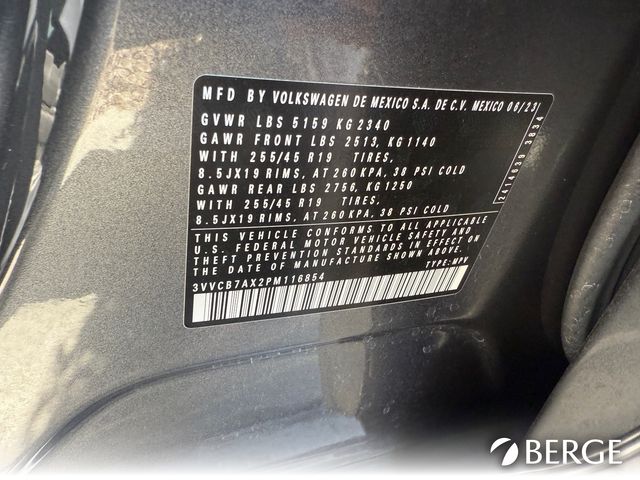 MFD BY VOLKSWAGEN DE MEXICO S.A. DE C.V. MEXICO 06/23
GVWR LBS 5159 KG 2340
GAWR FRONT LBS 2513, KG 1140
WITH 255/45 R19 TIRES,
8.5JX19 RIMS, AT 260 KPA, 38 PSI COLD
GAWR REAR LBS 2756, KG 1250
WITH 255/45 R19 TIRES,
8.5JX19 RIMS, AT 260 KPA, 38 PSI COLD
THIS VEHICLE CONFORMS TO ALL APPLICABLE
U.S. FEDERAL MOTOR VEHICLE SAFETY AND
THEFT PREVENTION STANDARDS IN EFFECT ON
THE DATE OF MANUFACTURE SHOWN ABOVE.
3VVCB7AX2PM116854
TYPE: MPV
2414639 3634
BERGE